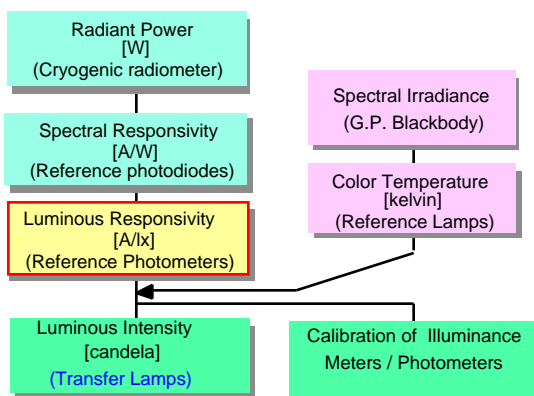 Radiant Power
[W]
(Cryogenic radiometer)
Spectral Responsivity
[A/W]
(Reference photodiodes)
Luminous Responsivity
[A/lx]
(Reference Photometers)
Spectral Irradiance
(G.P. Blackbody)
Color Temperature
[kelvin]
(Reference Lamps)
Luminous Intensity
[candela]
(Transfer Lamps)
Calibration of Illuminance
Meters / Photometers